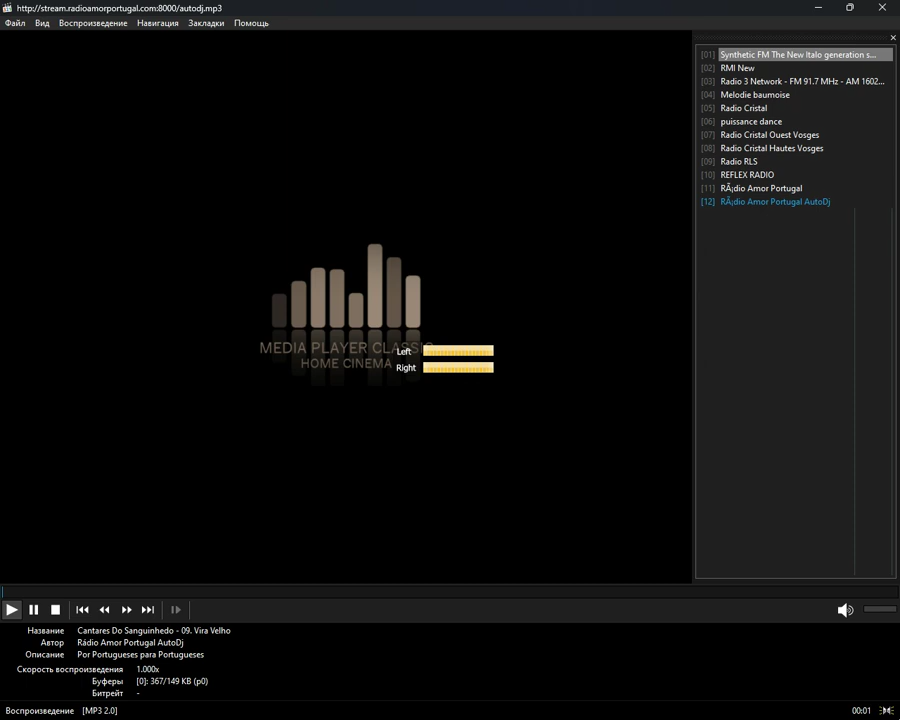 http://stream.radioamorportugal.com:8000/autodj.mp3
Файл Вид Воспроизведение Навигация Закладки Помощь
[01] Synthetic FM The New Italo generation s...
[02] RMI New
[03] Radio 3 Network - FM 91.7 MHz - AM 1602...
[04] Melodie baumoise
[05] Radio Cristal
[06] puissance dance
[07] Radio Cristal Ouest Vosges
[08] Radio Cristal Hautes Vosges
[09] Radio RLS
[10] REFLEX RADIO
[11] RÃ¡dio Amor Portugal
[12] RÃ¡dio Amor Portugal AutoDj
MEDIA PLAYER CLASSIC
HOME CINEMA
Left
Right
Название Cantares Do Sanguinhedo - 09. Vira Velho
Автор Rádio Amor Portugal AutoDj
Описание Por Portugueses para Portugueses
Скорость воспроизведения 1.000x
Буферы [0]: 367/149 KB (p0)
Битрейт -
Воспроизведение [MP3 2.0] 00:01